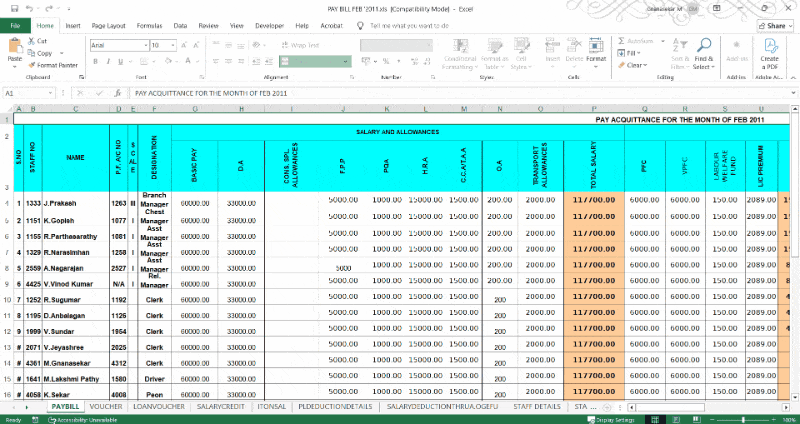 PAY BILL FEB '2011.xls [Compatibility Mode] - Excel
File Home Insert Page Layout Formulas Data Review View Developer Help Acrobat Tell me what you want to do Share
Cut
Copy
Format Painter
Paste
Clipboard
Arial 10
Font
Wrap Text
Alignment
Number
Conditional Formatting
Format as Table
Cell Styles
Styles
Insert Delete Format
Cells
AutoSum
Fill
Clear
Sort & Filter
Find & Select
Editing
Add-ins
Create a PDF
A1 PAY ACQUITTANCE FOR THE MONTH OF FEB 2011
A B C D E F G H I J K L M N O P Q R S U
1 PAY ACQUITTANCE FOR THE MONTH OF FEB 2011
2 SALARY AND ALLOWANCES
3 S.NO STAFF NO NAME P.F. A/C NO SCALE DESIGNATION BASIC PAY D.A CONS. SPL. ALLOWANCES F.P.P PQA H.R.A C.C.A/T.A.A O.A TRANSPORT ALLOWANCES TOTAL SALARY PFC VPFC LABOUR WELFARE FUND LIC PREMIUM
4 1 1333 J.Prakash 1263 III Branch Manager 60000.00 33000.00 5000.00 1000.00 15000.00 1500.00 200.00 2000.00 117700.00 6000.00 6000.00 150.00 2089.00
5 2 1151 K.Gopish 1077 I Chest Manager 60000.00 33000.00 5000.00 1000.00 15000.00 1500.00 200.00 2000.00 117700.00 6000.00 6000.00 150.00 2089.00
6 3 1155 R.Parthasarathy 1081 I Asst Manager 60000.00 33000.00 5000.00 1000.00 15000.00 1500.00 200.00 2000.00 117700.00 6000.00 6000.00 150.00 2089.00
7 4 1329 R.Narasimhan 1258 I Asst Manager 60000.00 33000.00 5000.00 1000.00 15000.00 1500.00 200.00 2000.00 117700.00 6000.00 6000.00 150.00 2089.00
8 5 2559 A.Nagarajan 2527 I Asst Manager 60000.00 33000.00 5000 1000.00 15000.00 1500.00 200.00 2000.00 117700.00 6000.00 6000.00 150.00 2089.00
9 6 4425 V.Vinod Kumar N/A I Rel. Manager 60000.00 33000.00 5000.00 1000.00 15000.00 1500.00 200.00 2000.00 117700.00 6000.00 6000.00 150.00 2089.00
10 7 1252 R.Sugumar 1192 Clerk 60000.00 33000.00 5000.00 1000.00 15000.00 1500.00 200 2000.00 117700.00 6000.00 6000.00 150.00 2089.00
11 8 1195 D.Anbalagan 1126 Clerk 60000.00 33000.00 5000.00 1000.00 15000.00 1500.00 200 2000.00 117700.00 6000.00 6000.00 150.00 2089.00
12 9 1999 V.Sundar 1954 Clerk 60000.00 33000.00 5000.00 1000.00 15000.00 1500.00 200 2000.00 117700.00 6000.00 6000.00 150.00 2089.00
13 # 2071 V.Jeyashree 2025 Clerk 60000.00 33000.00 5000.00 1000.00 15000.00 1500.00 200 2000.00 117700.00 6000.00 6000.00 150.00 2089.00
14 # 4361 M.Gnanasekar 4312 Clerk 60000.00 33000.00 5000.00 1000.00 15000.00 1500.00 200 2000.00 117700.00 6000.00 6000.00 150.00 2089.00
15 # 1641 M.Lakshmi Pathy 1580 Driver 60000.00 33000.00 5000.00 1000.00 15000.00 1500.00 200 2000.00 117700.00 6000.00 6000.00 150.00 2089.00
16 # 4058 K.Sekar 4008 Peon 60000.00 33000.00 5000.00 1000.00 15000.00 1500.00 200 2000.00 117700.00 6000.00 6000.00 150.00 2089.00
PAYBILL VOUCHER LOANVOUCHER SALARYCREDIT ITONSAL PLDEDUCTIONDETAILS SALARYDEDUCTIONTHRUA.OGEFU STAFF DETAILS STA ...
Ready Accessibility: Unavailable Display Settings 100%